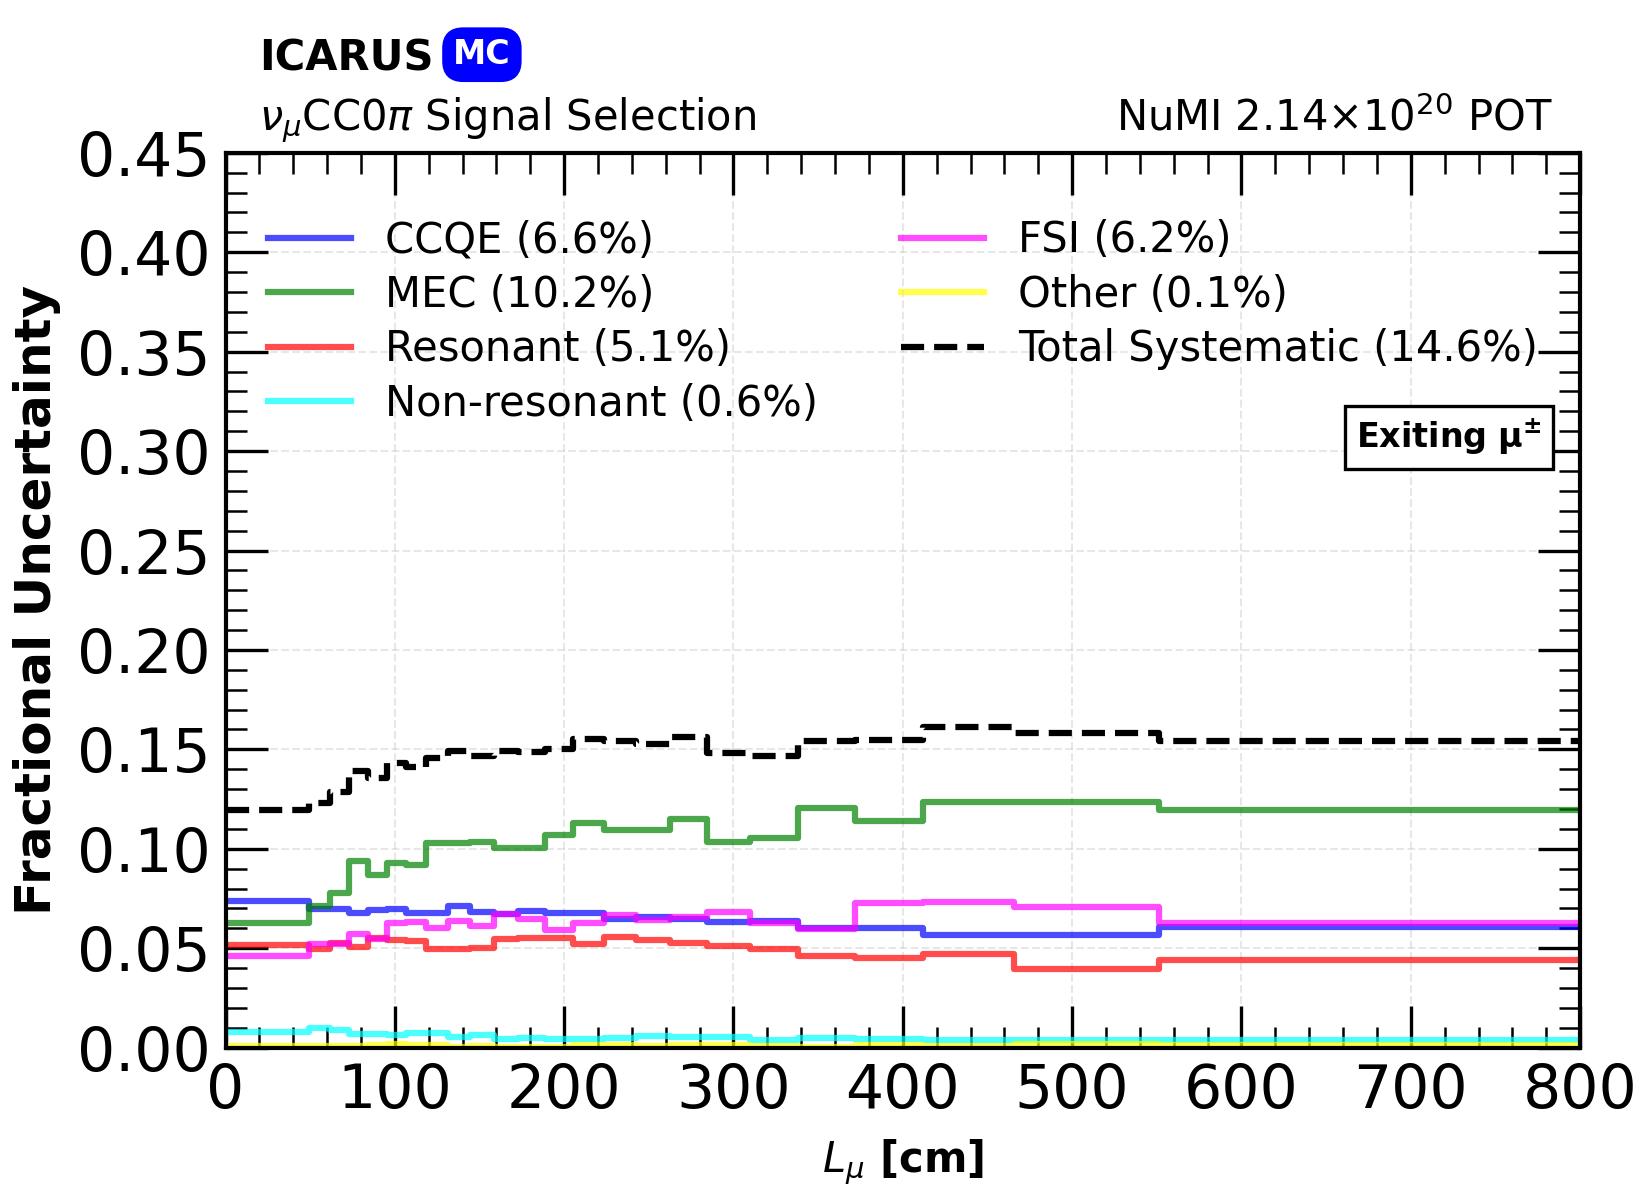 ICARUS MC
νμCC0π Signal Selection NuMI 2.14×10²⁰ POT
0.45
0.40
0.35
0.30
0.25
0.20
0.15
0.10
0.05
0.00
Fractional Uncertainty
CCQE (6.6%)
MEC (10.2%)
Resonant (5.1%)
Non-resonant (0.6%)
FSI (6.2%)
Other (0.1%)
Total Systematic (14.6%)
Exiting μ±
0 100 200 300 400 500 600 700 800
Lμ [cm]